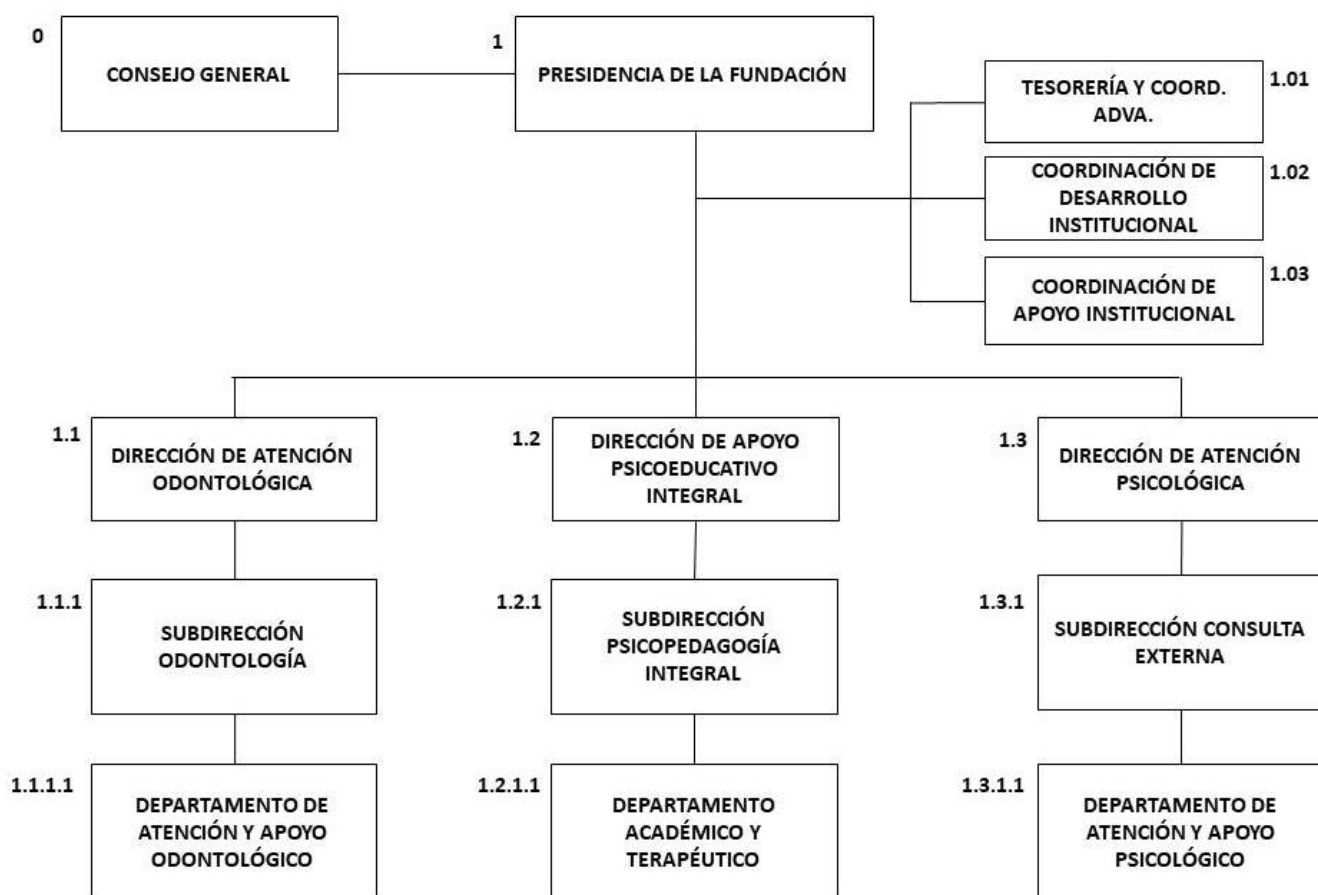 0
CONSEJO GENERAL
1
PRESIDENCIA DE LA FUNDACIÓN
TESORERÍA Y COORD.
ADVA.
1.01
COORDINACIÓN DE
DESARROLLO
INSTITUCIONAL
1.02
COORDINACIÓN DE
APOYO INSTITUCIONAL
1.03
1.1
DIRECCIÓN DE ATENCIÓN
ODONTOLÓGICA
1.2
DIRECCIÓN DE APOYO
PSICOEDUCATIVO
INTEGRAL
1.3
DIRECCIÓN DE ATENCIÓN
PSICOLÓGICA
1.1.1
SUBDIRECCIÓN
ODONTOLOGÍA
1.2.1
SUBDIRECCIÓN
PSICOPEDAGOGÍA
INTEGRAL
1.3.1
SUBDIRECCIÓN CONSULTA
EXTERNA
1.1.1.1
DEPARTAMENTO DE
ATENCIÓN Y APOYO
ODONTOLÓGICO
1.2.1.1
DEPARTAMENTO
ACADÉMICO Y
TERAPÉUTICO
1.3.1.1
DEPARTAMENTO DE
ATENCIÓN Y APOYO
PSICOLÓGICO